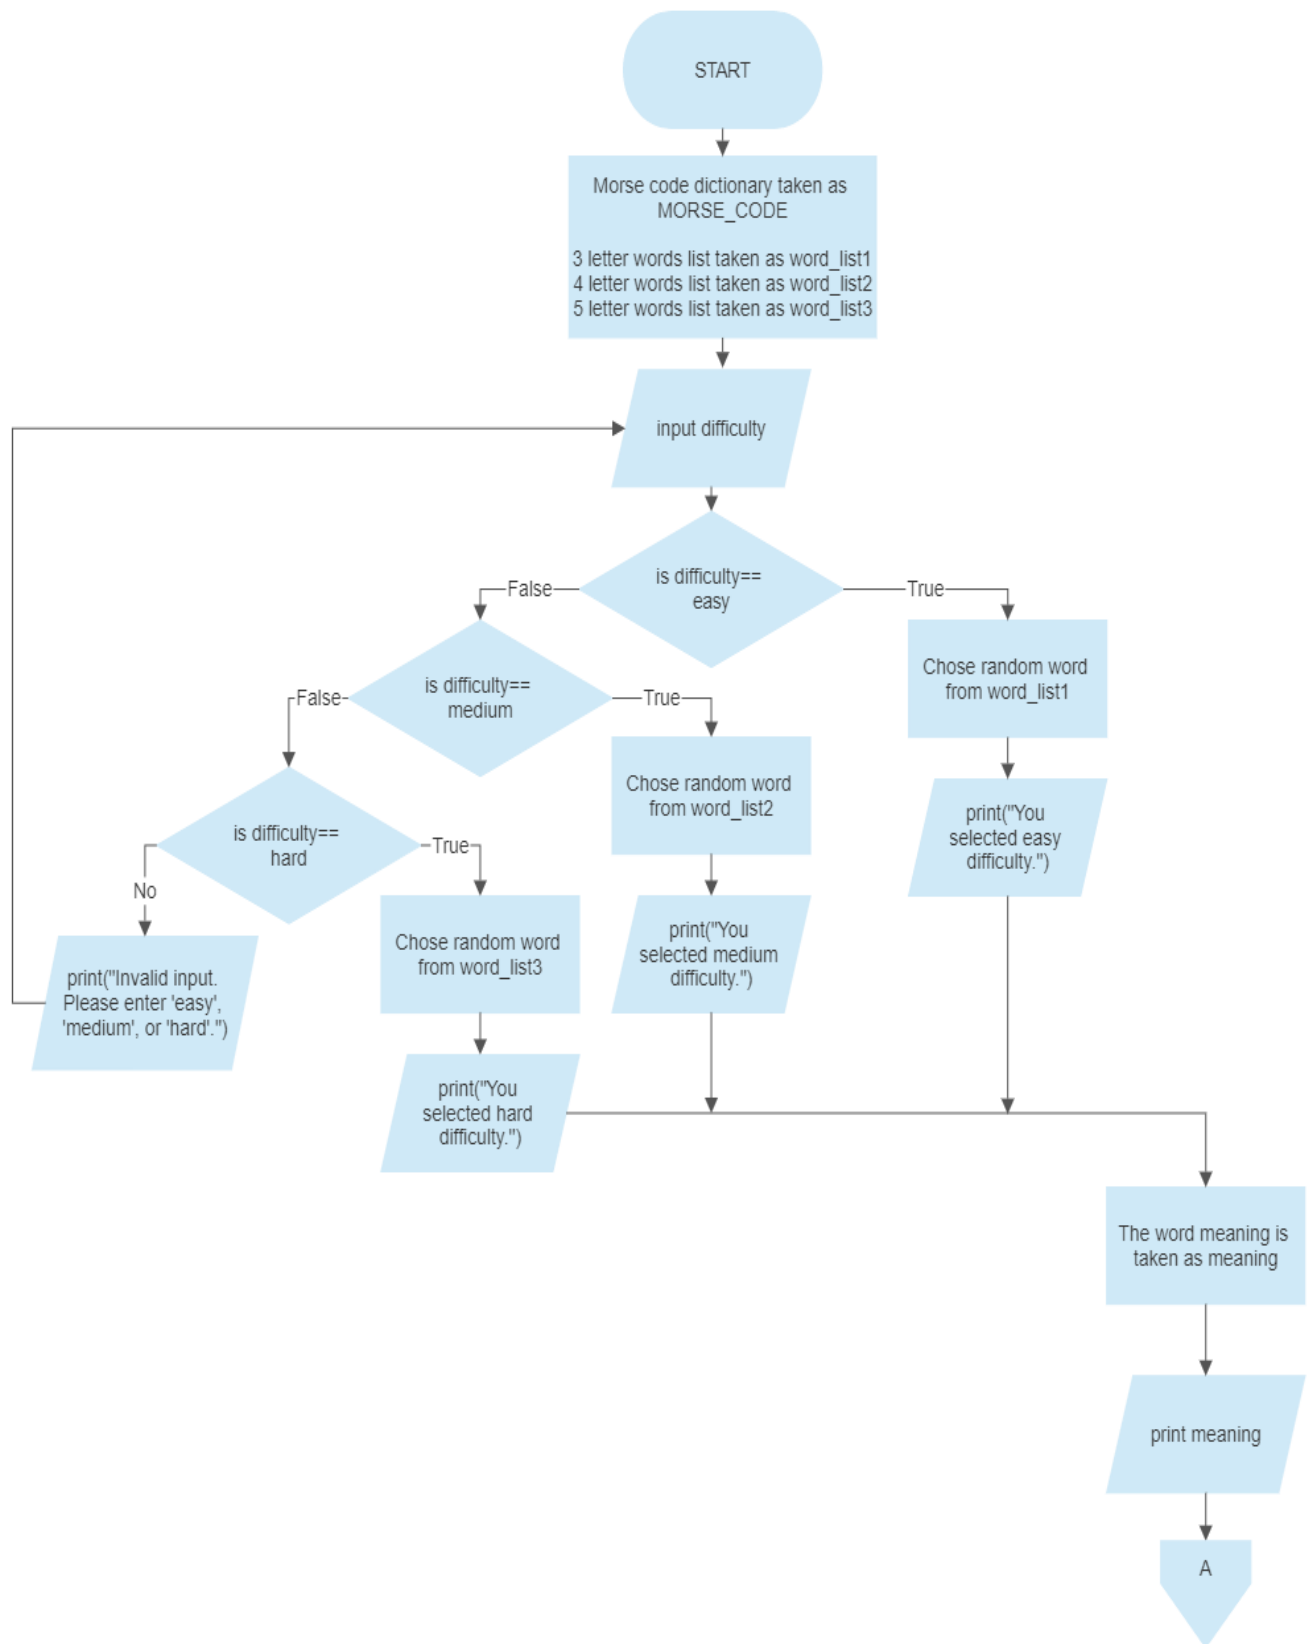 START
Morse code dictionary taken as
MORSE_CODE
3 letter words list taken as word_list1
4 letter words list taken as word_list2
5 letter words list taken as word_list3
input difficulty
is difficulty==
easy
False
True
is difficulty==
medium
False
True
Chose random word
from word_list1
Chose random word
from word_list2
print("You
selected easy
difficulty.")
is difficulty==
hard
No
True
Chose random word
from word_list3
print("You
selected medium
difficulty.")
print("Invalid input.
Please enter 'easy',
'medium', or 'hard'.")
print("You
selected hard
difficulty.")
The word meaning is
taken as meaning
print meaning
A